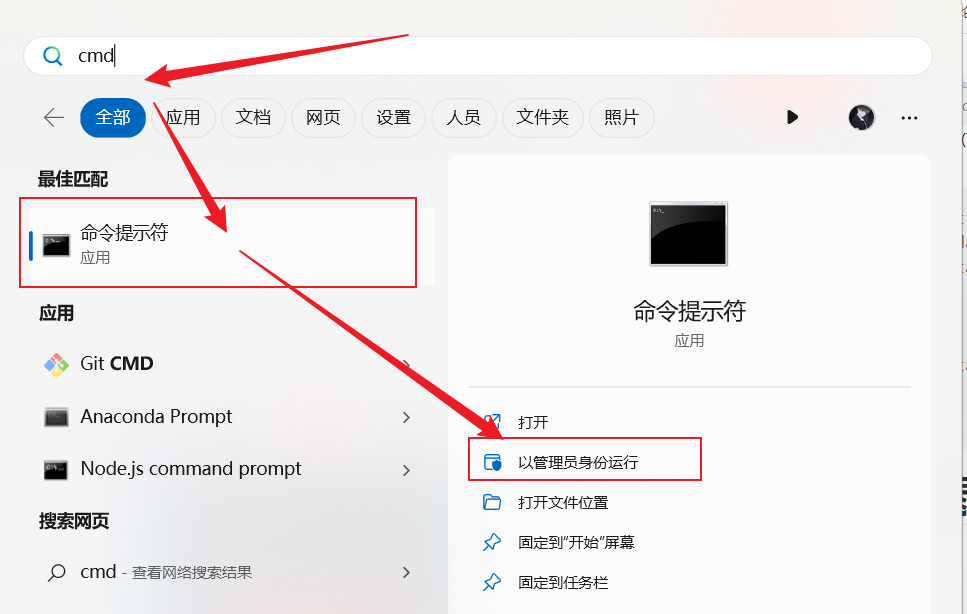 cmd
全部 应用 文档 网页 设置 人员 文件夹 照片
最佳匹配
命令提示符
应用
应用
Git CMD
Anaconda Prompt
Node.js command prompt
搜索网页
cmd - 查看网络搜索结果
命令提示符
应用
打开
以管理员身份运行
打开文件位置
固定到“开始”屏幕
固定到任务栏